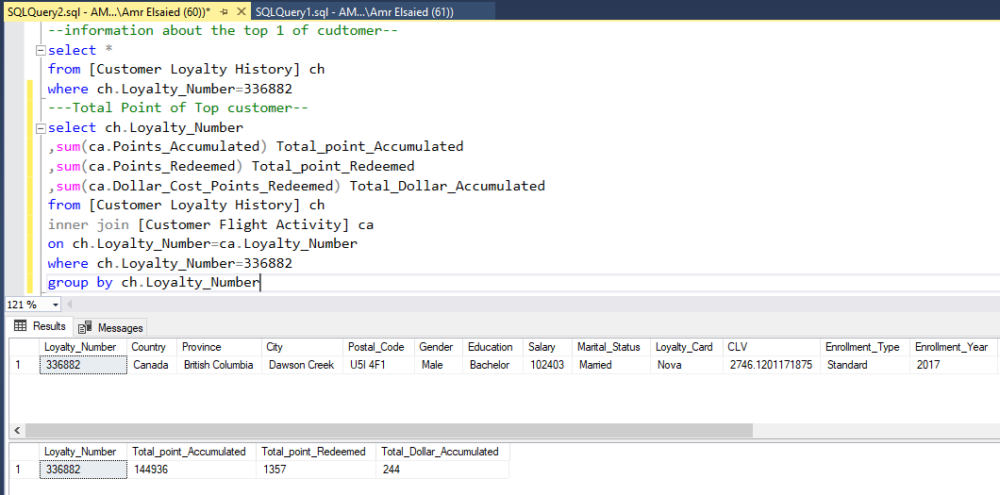 SQLQuery2.sql - AM...\Amr Elsaied (60))* SQLQuery1.sql - AM...\Amr Elsaied (61))
--information about the top 1 of cudtomer--
select *
from [Customer Loyalty History] ch
where ch.Loyalty_Number=336882
---Total Point of Top customer--
select ch.Loyalty_Number
,sum(ca.Points_Accumulated) Total_point_Accumulated
,sum(ca.Points_Redeemed) Total_point_Redeemed
,sum(ca.Dollar_Cost_Points_Redeemed) Total_Dollar_Accumulated
from [Customer Loyalty History] ch
inner join [Customer Flight Activity] ca
on ch.Loyalty_Number=ca.Loyalty_Number
where ch.Loyalty_Number=336882
group by ch.Loyalty_Number
121 %
Results Messages
Loyalty_Number Country Province City Postal_Code Gender Education Salary Marital_Status Loyalty_Card CLV Enrollment_Type Enrollment_Year
1 336882 Canada British Columbia Dawson Creek U5I 4F1 Male Bachelor 102403 Married Nova 2746.1201171875 Standard 2017
Loyalty_Number Total_point_Accumulated Total_point_Redeemed Total_Dollar_Accumulated
1 336882 144936 1357 244